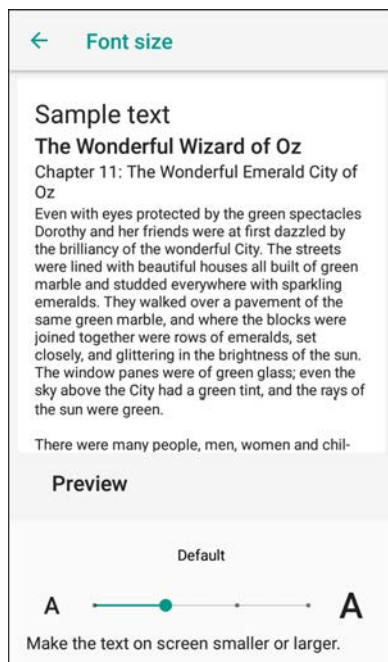 Font size
Sample text
The Wonderful Wizard of Oz
Chapter 11: The Wonderful Emerald City of
Oz
Even with eyes protected by the green spectacles
Dorothy and her friends were at first dazzled by
the brilliancy of the wonderful City. The streets
were lined with beautiful houses all built of green
marble and studded everywhere with sparkling
emeralds. They walked over a pavement of the
same green marble, and where the blocks were
joined together were rows of emeralds, set
closely, and glittering in the brightness of the sun.
The window panes were of green glass; even the
sky above the City had a green tint, and the rays of
the sun were green.
There were many people, men, women and chil-
Preview
Default
A A
Make the text on screen smaller or larger.